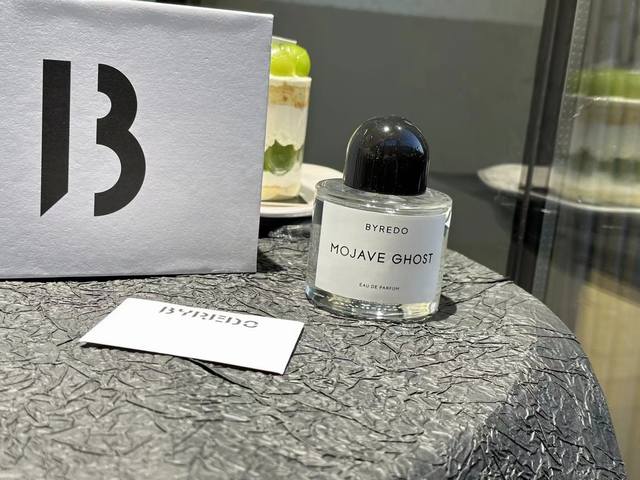 B
BYREDO
MOJAVE GHOST
EAU DE PARFUM
BYREDO